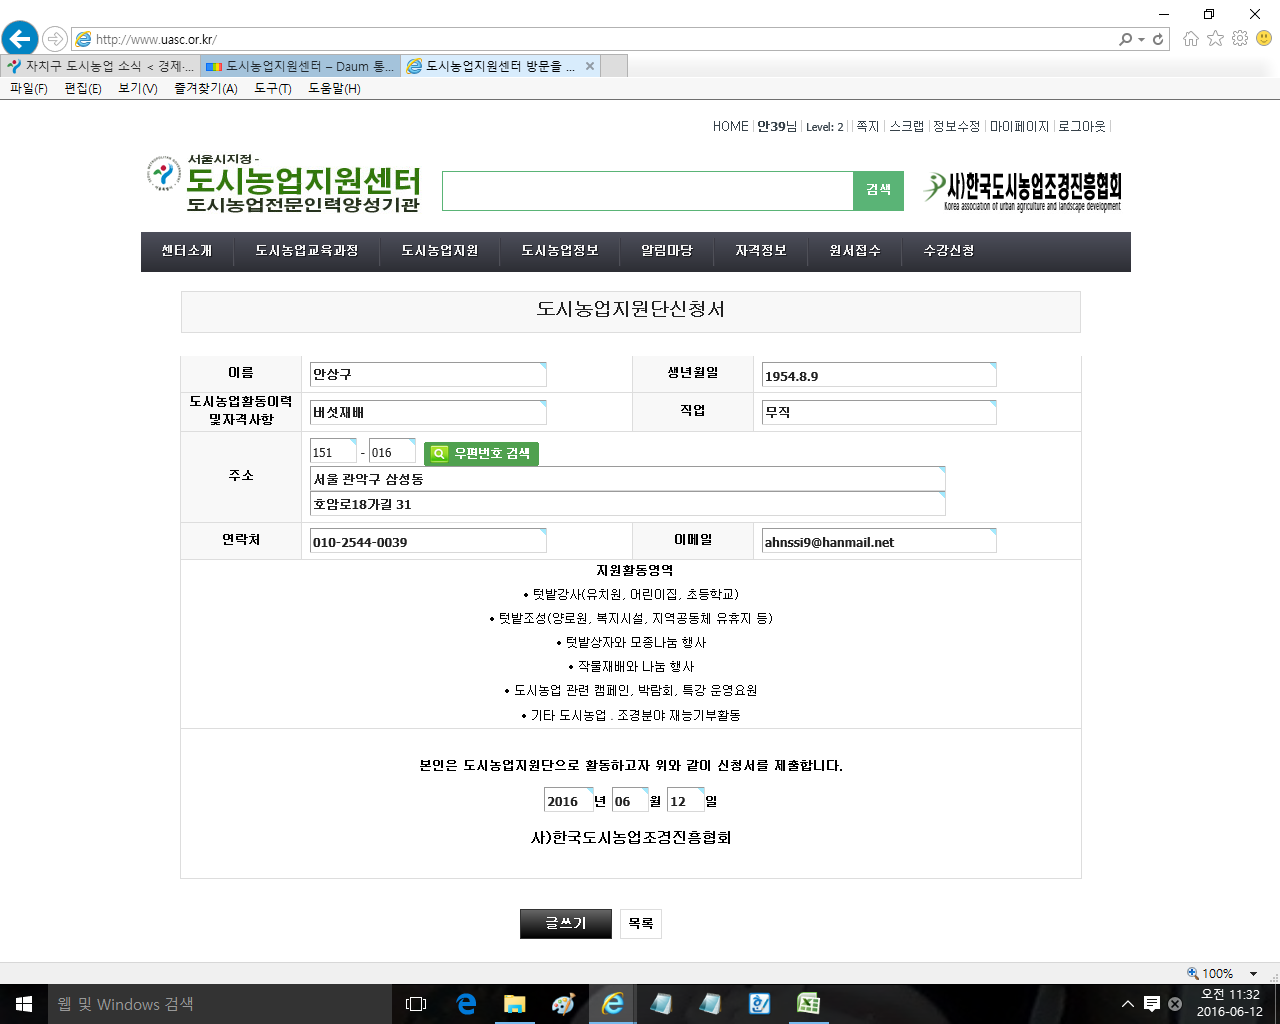 http://www.uasc.or.kr/
자치구 도시농업 소식 < 경제·...
도시농업지원센터 – Daum 통...
도시농업지원센터 방문을 ...
파일(F) 편집(E) 보기(V) 즐겨찾기(A) 도구(T) 도움말(H)
HOME 안39님 Level: 2 쪽지 스크랩 정보수정 마이페이지 로그아웃
서울시지정 -
도시농업지원센터
도시농업전문인력양성기관
검색
사)한국도시농업조경진흥협회
Korea association of urban agriculture and landscape development
센터소개 도시농업교육과정 도시농업지원 도시농업정보 알림마당 자격정보 원서접수 수강신청
도시농업지원단신청서
이름 안상구 생년월일 1954.8.9
도시농업활동이력
및자격사항 버섯재배 직업 무직
주소 151 - 016 우편번호 검색
서울 관악구 삼성동
호암로18가길 31
연락처 010-2544-0039 이메일 ahnssi9@hanmail.net
지원활동영역
• 텃밭강사(유치원, 어린이집, 초등학교)
• 텃밭조성(양로원, 복지시설, 지역공동체 유휴지 등)
• 텃밭상자와 모종나눔 행사
• 작물재배와 나눔 행사
• 도시농업 관련 캠페인, 박람회, 특강 운영요원
• 기타 도시농업 . 조경분야 재능기부활동
본인은 도시농업지원단으로 활동하고자 위와 같이 신청서를 제출합니다.
2016 년 06 월 12 일
사)한국도시농업조경진흥협회
글쓰기 목록
100%
웹 및 Windows 검색
오전 11:32
2016-06-12